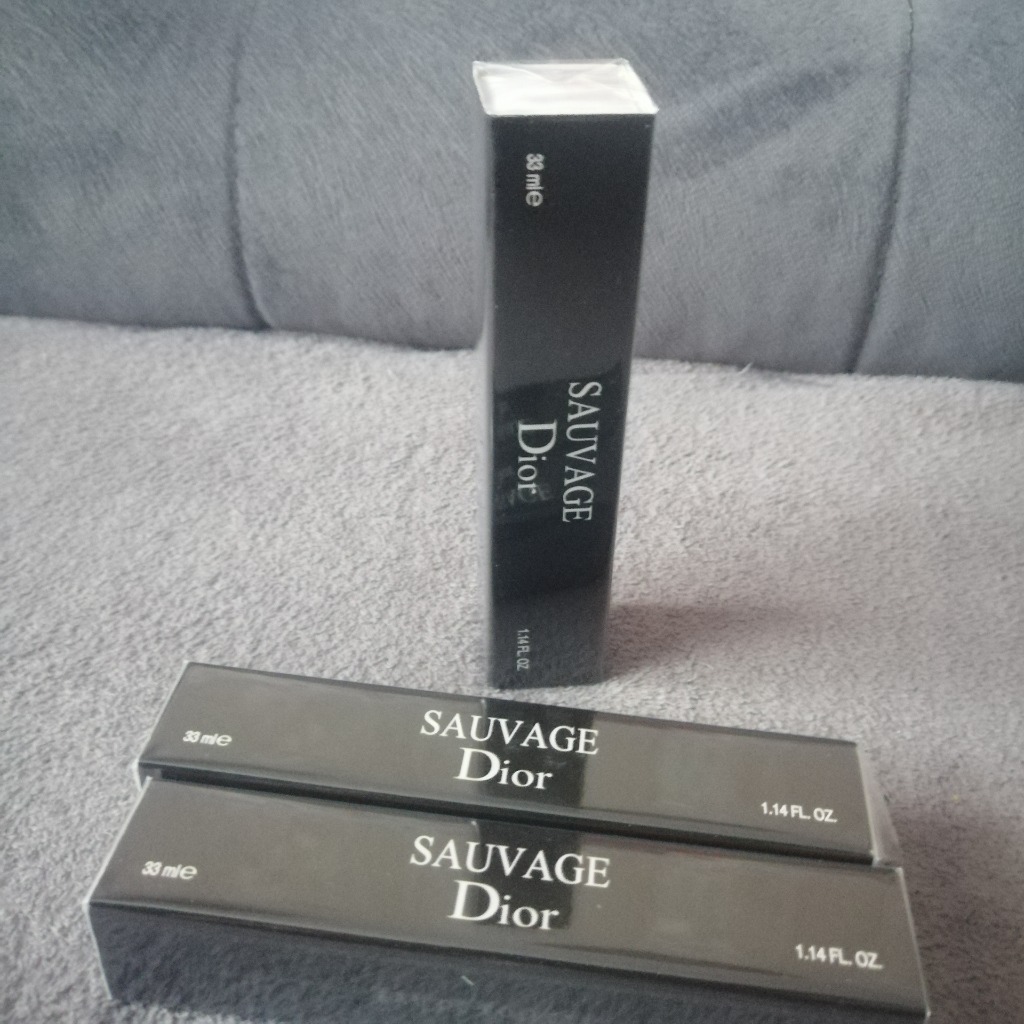 33 ml e
SAUVAGE
Dior
1.14 FL. OZ.
33 ml e
SAUVAGE
Dior
1.14 FL. OZ.
33 ml e
SAUVAGE
Dior
1.14 FL. OZ.